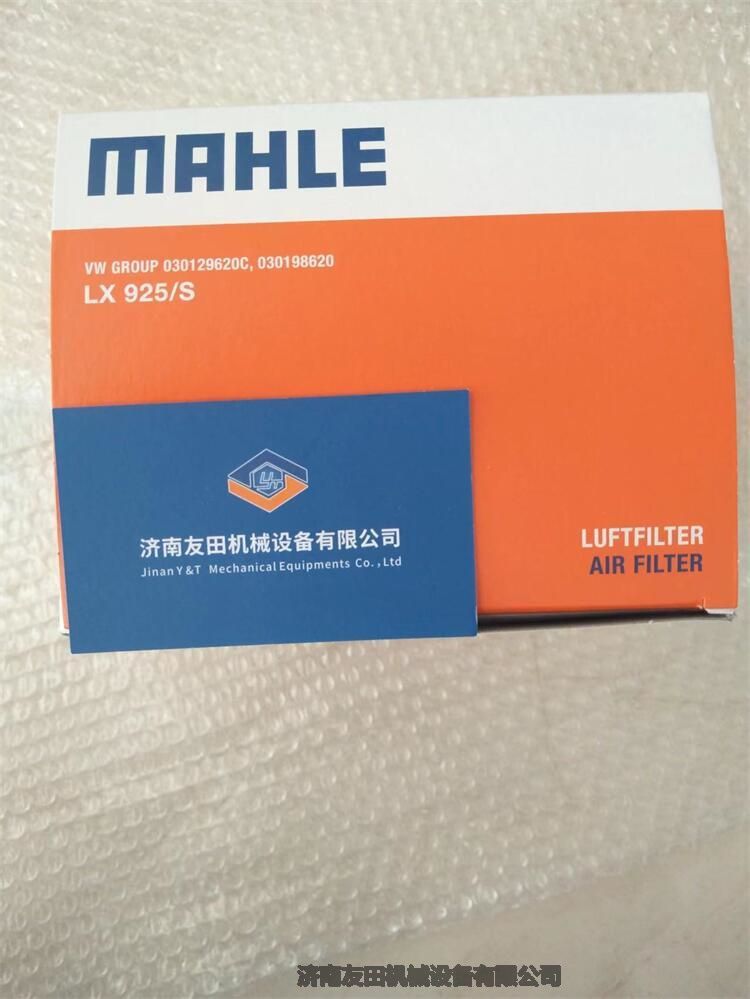 MAHLE
VW GROUP 030129620C, 030198620
LX 925/S
济南友田机械设备有限公司
Jinan Y&T Mechanical Equipments Co.,Ltd
LUFTFILTER
AIR FILTER
济南友田机械设备有限公司